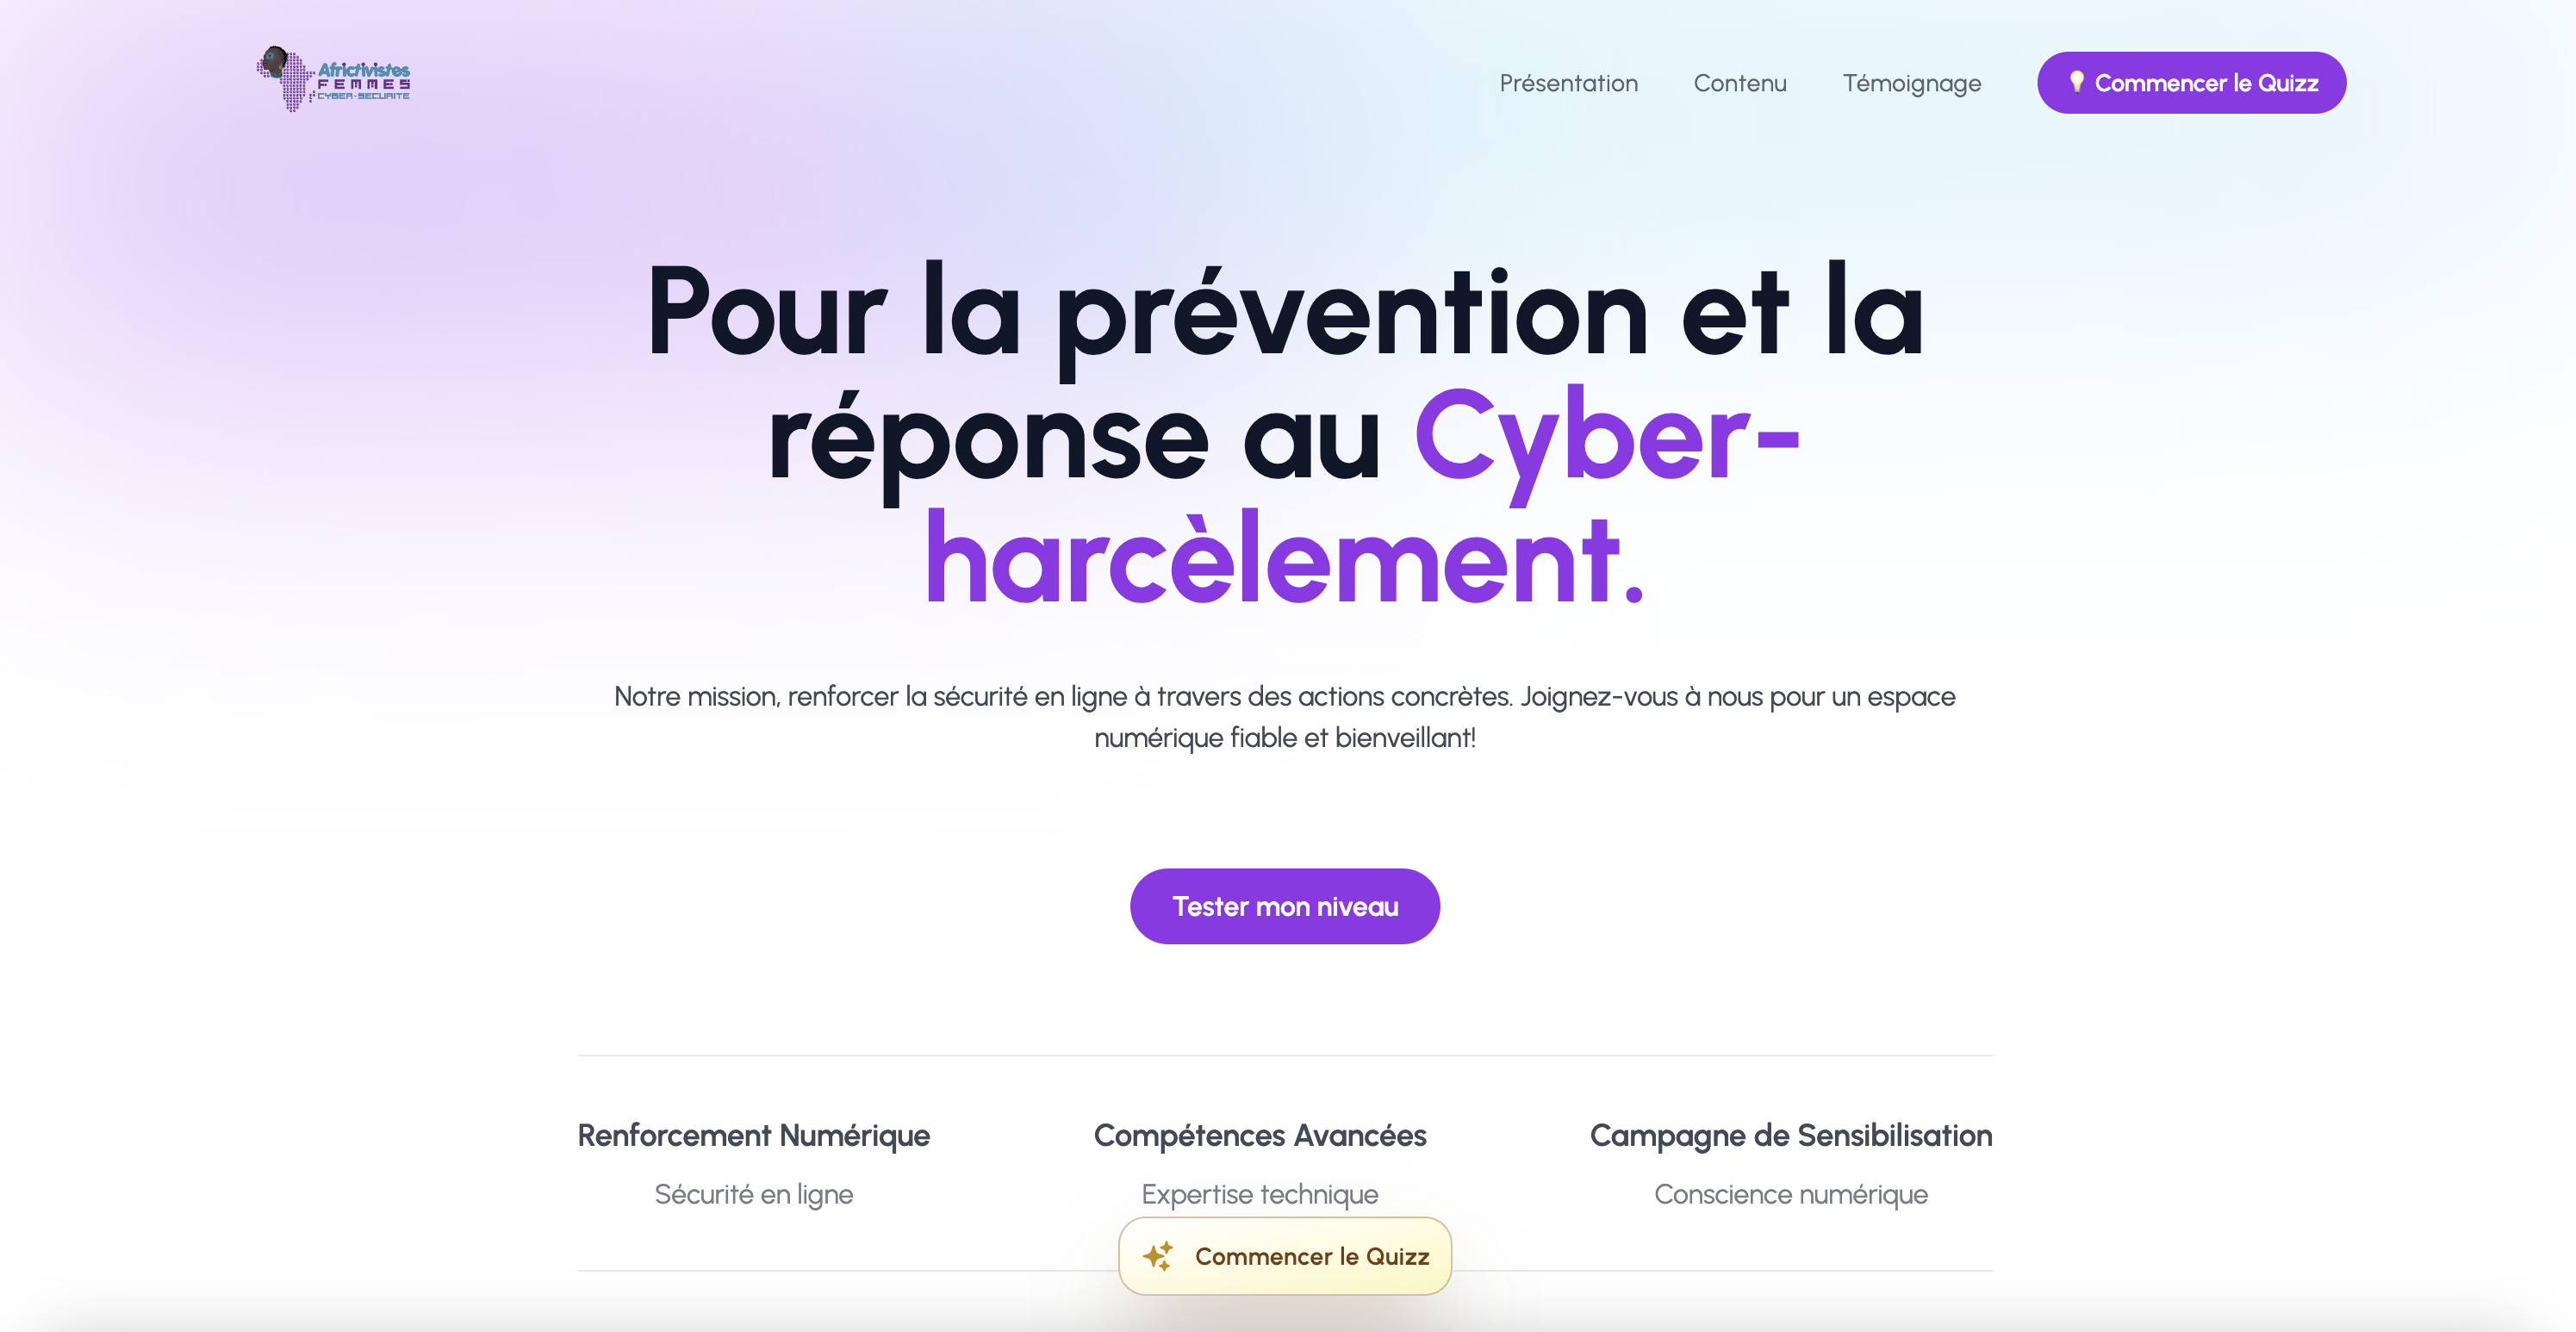 Africtivistes
FEMMES
CYBER-SECURITE
Présentation
Contenu
Témoignage
Commencer le Quizz
Pour la prévention et la
réponse au Cyber-
harcèlement.
Notre mission, renforcer la sécurité en ligne à travers des actions concrètes. Joignez-vous à nous pour un espace
numérique fiable et bienveillant!
Tester mon niveau
Renforcement Numérique
Sécurité en ligne
Compétences Avancées
Expertise technique
Campagne de Sensibilisation
Conscience numérique
Commencer le Quizz